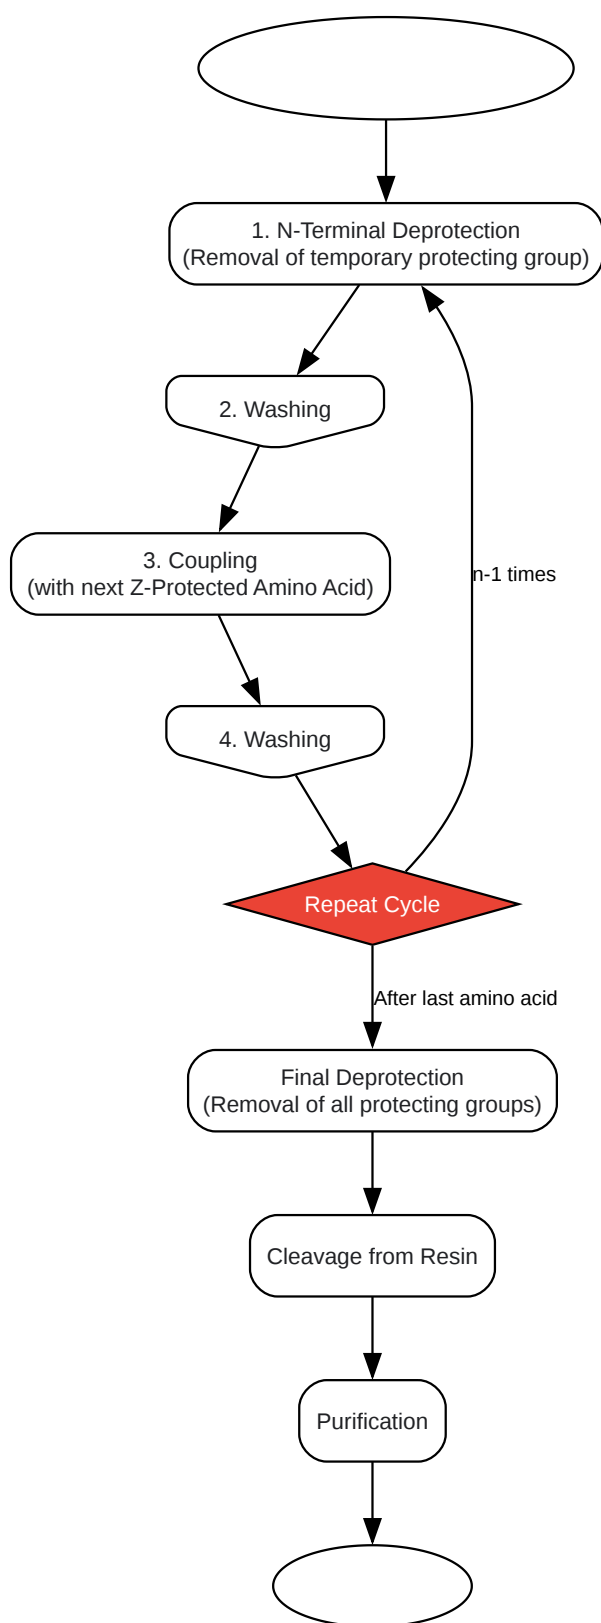 1. N-Terminal Deprotection
(Removal of temporary protecting group)
2. Washing
3. Coupling
(with next Z-Protected Amino Acid)
n-1 times
4. Washing
Repeat Cycle
After last amino acid
Final Deprotection
(Removal of all protecting groups)
Cleavage from Resin
Purification